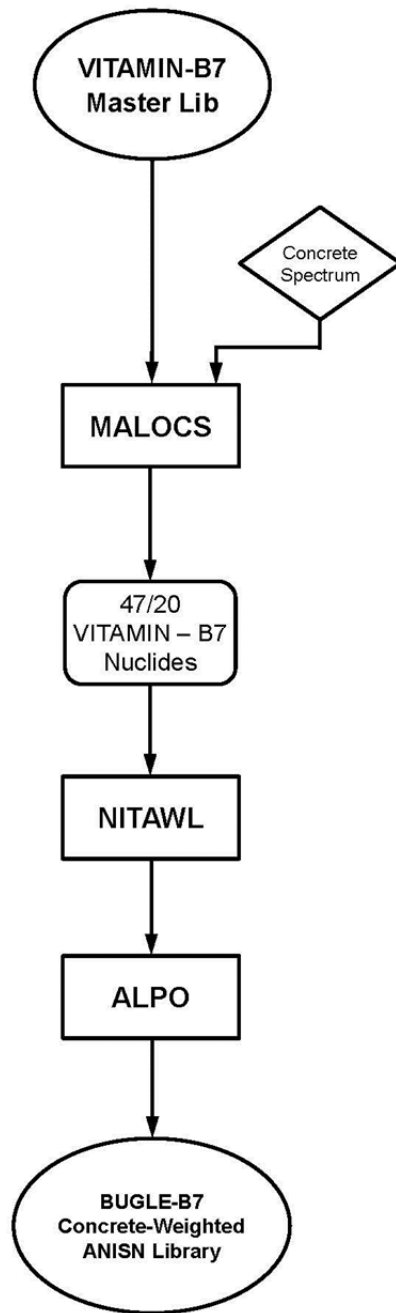 VITAMIN-B7
Master Lib
Concrete
Spectrum
MALOCS
47/20
VITAMIN – B7
Nuclides
NITAWL
ALPO
BUGLE-B7
Concrete-Weighted
ANISN Library